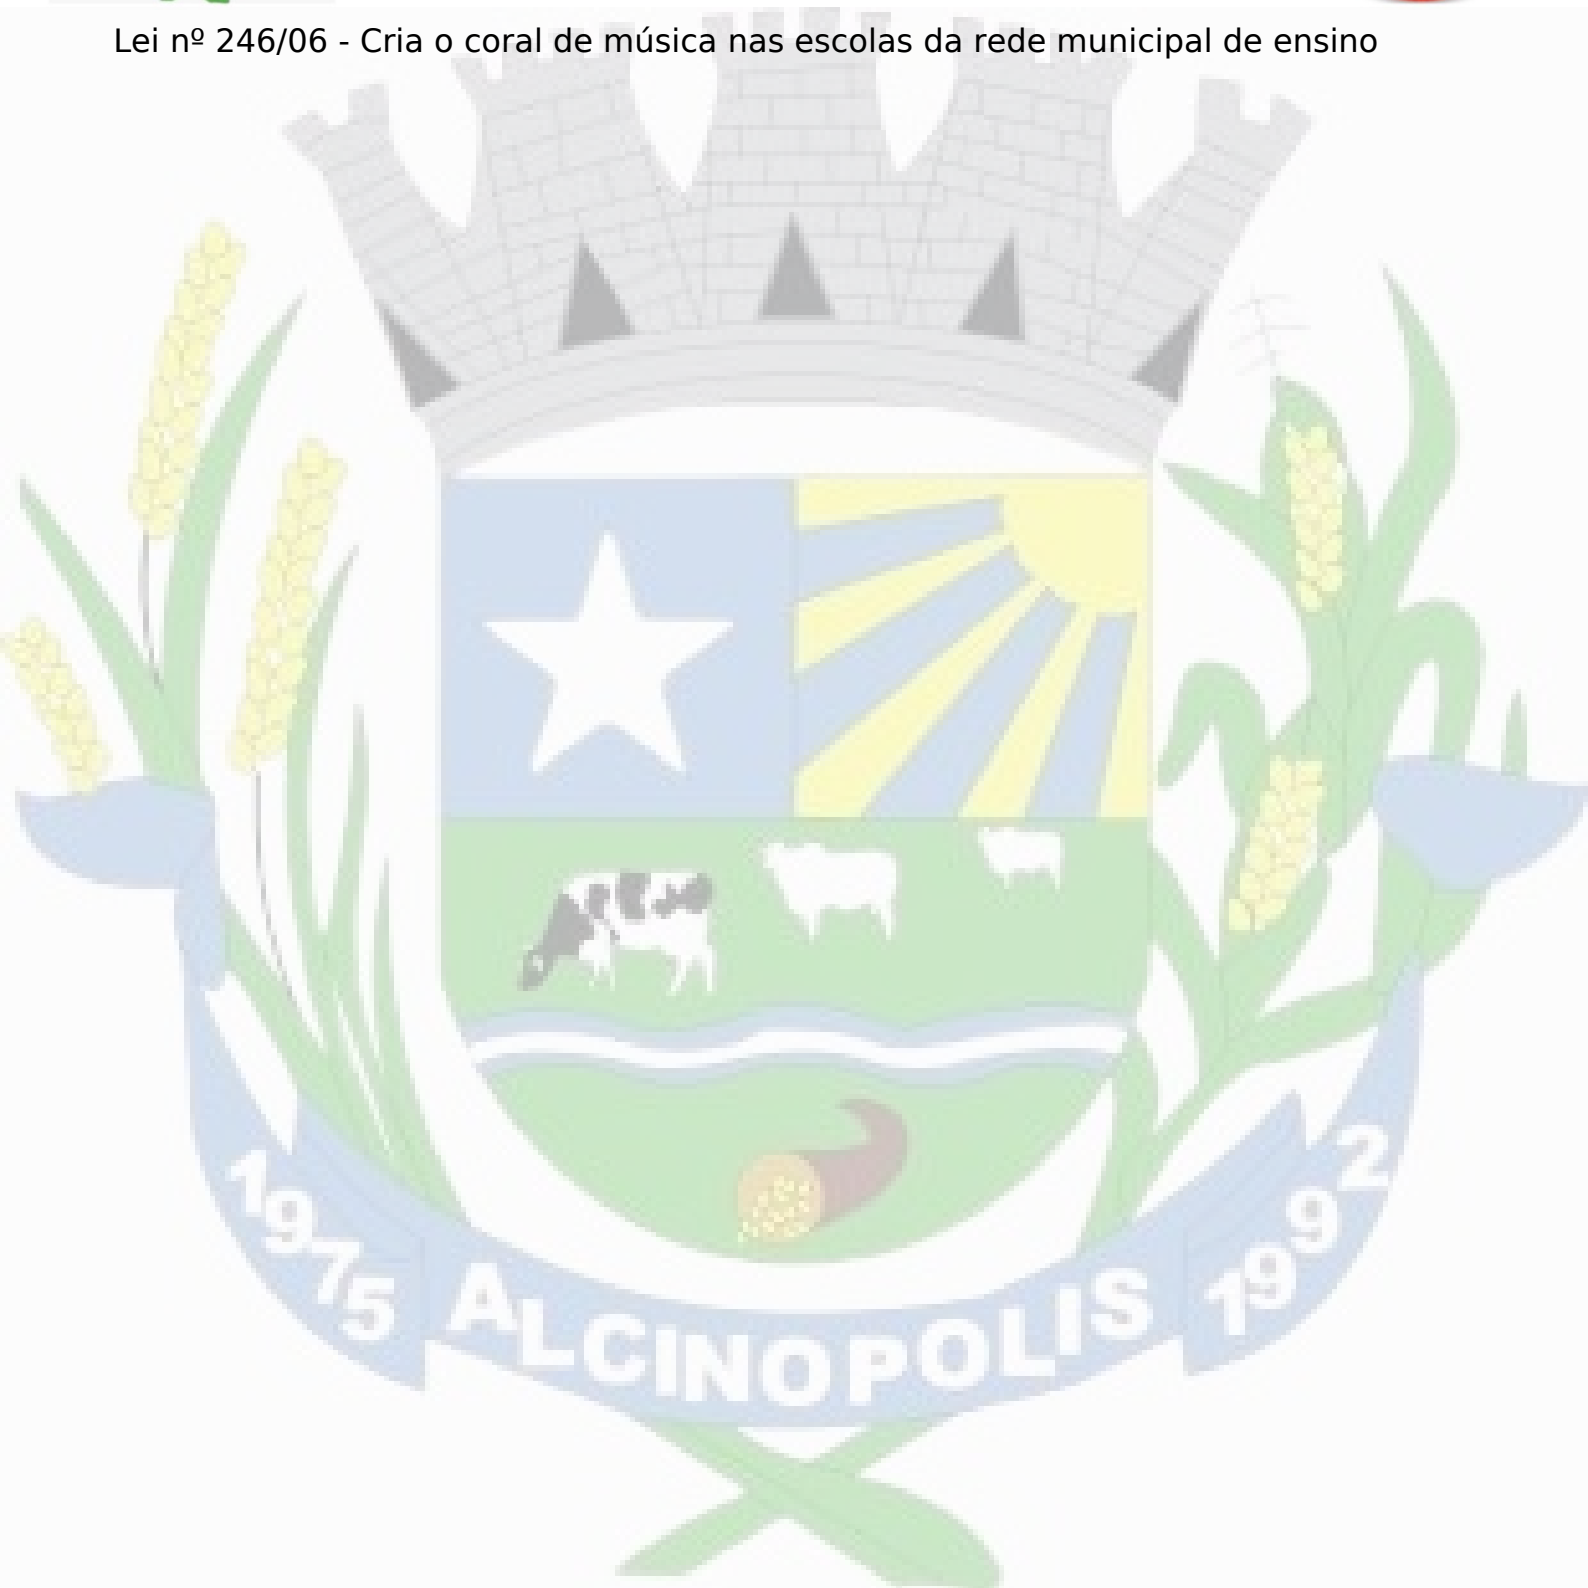 Lei nº 246/06 - Cria o coral de música nas escolas da rede municipal de ensino
1975 ALCINOPOLIS 1992